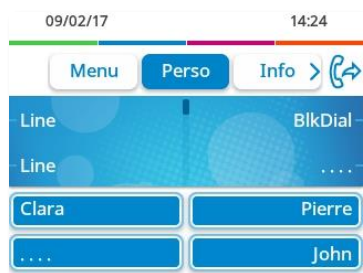 09/02/17 14:24
Menu Perso Info >
Line BlkDial
Line ....
Clara Pierre
.... John